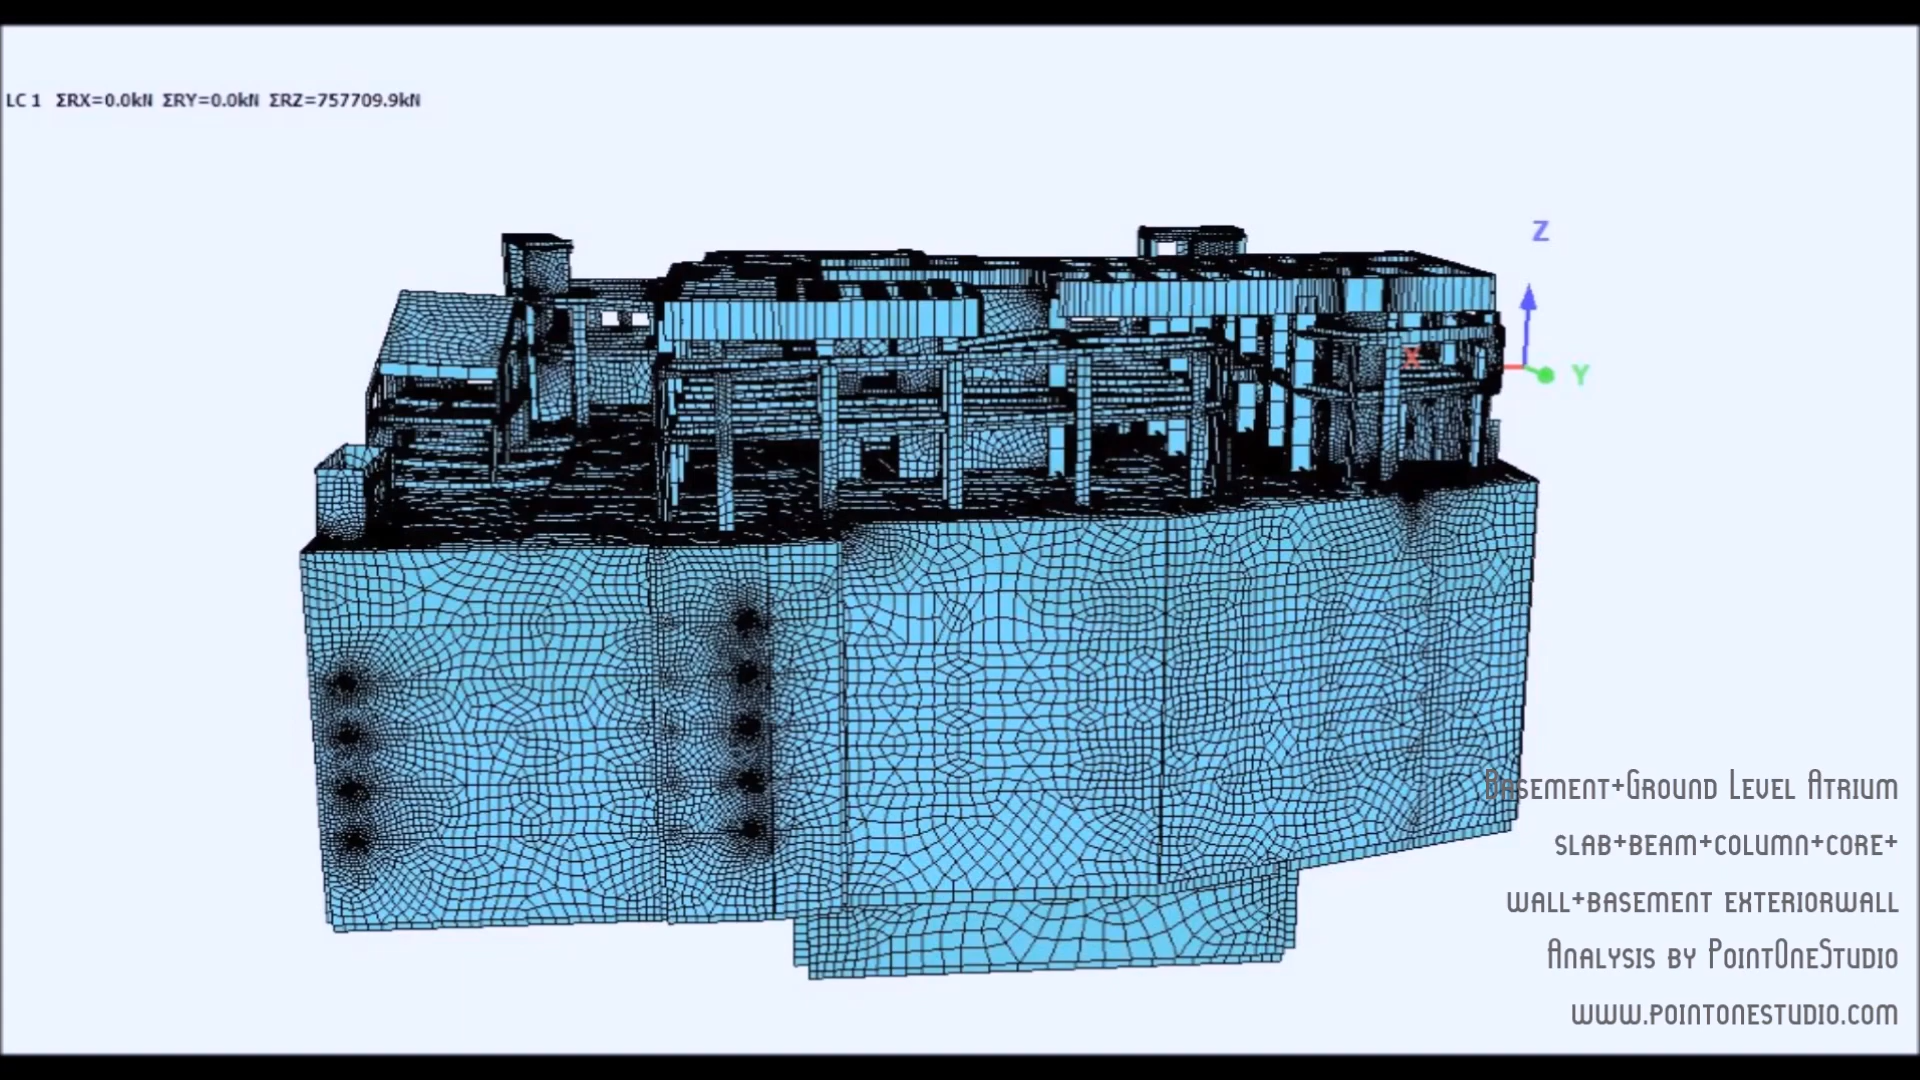 LC 1 ΣRX=0.0kN ΣRY=0.0kN ΣRZ=757709.9kN
Z
X
Y
Basement+Ground Level Atrium
slab+beam+column+core+
wall+basement exteriorwall
Analysis by PointOneStudio
www.pointonestudio.com